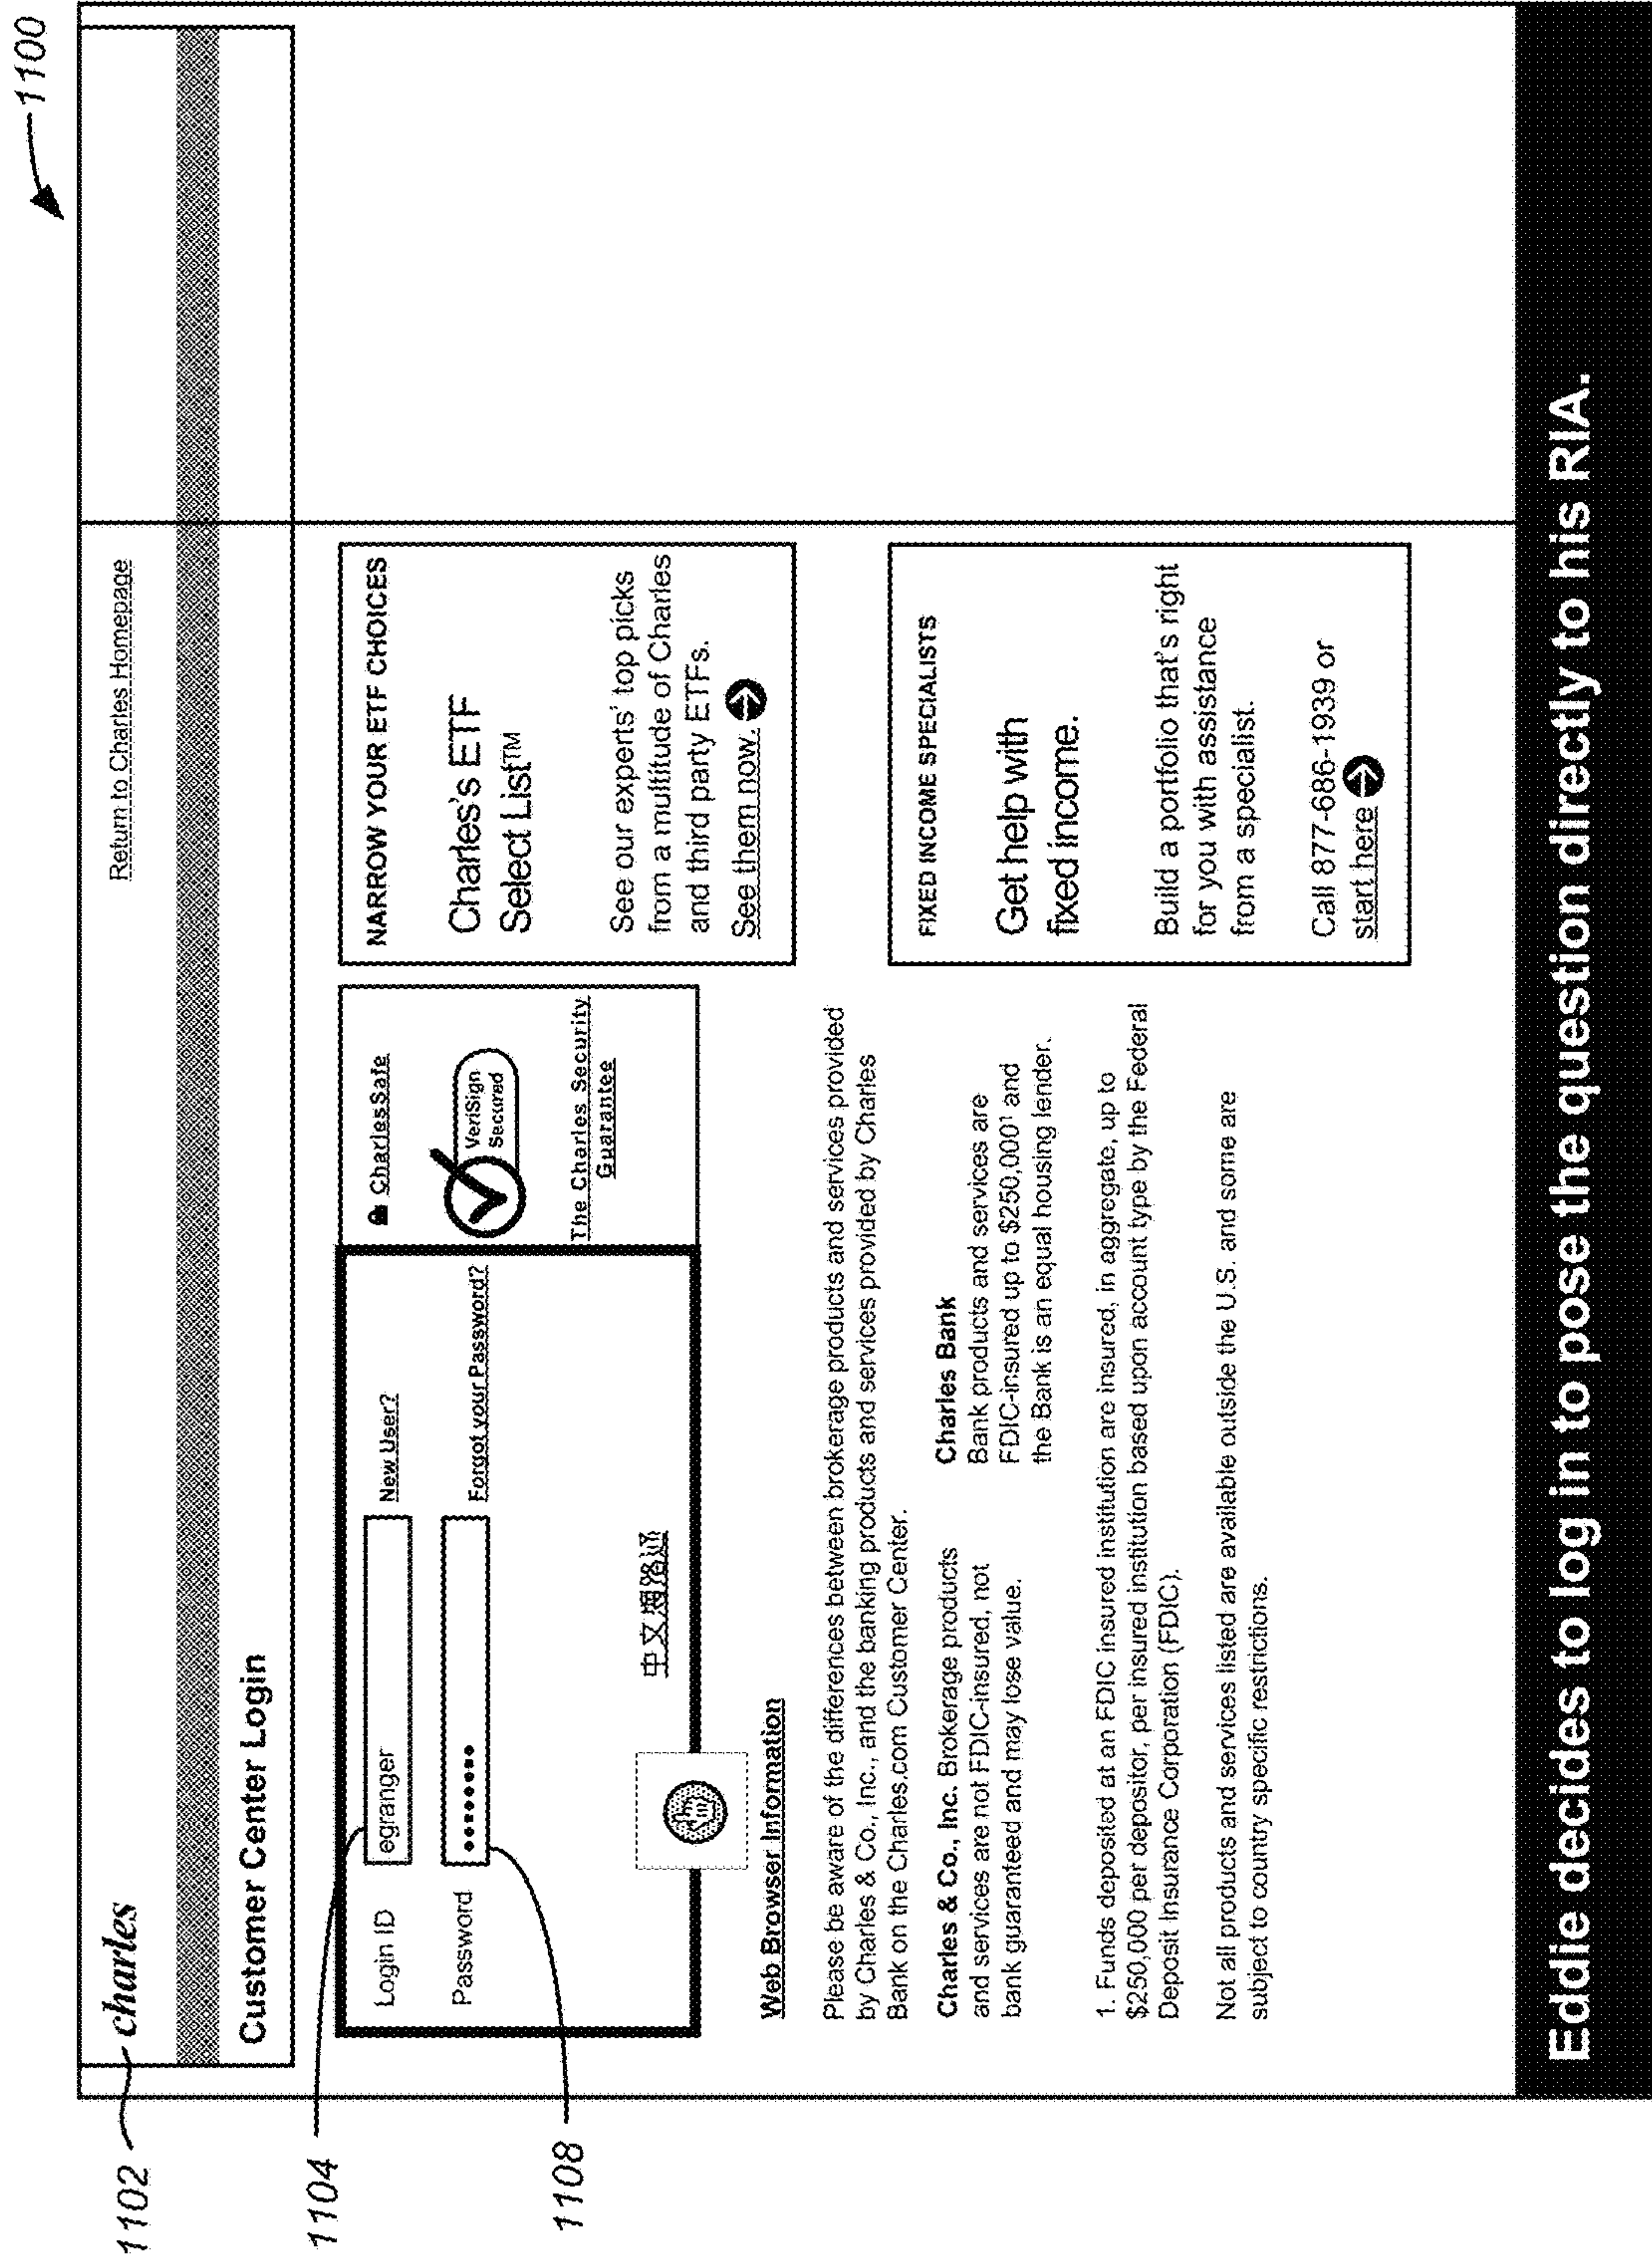 1100
1102
charles
Return to Charles Homepage
Customer Center Login
1104
Login ID
egranger
New User?
1108
Password
••••••••
Forgot your Password?
CharlesSafe
VeriSign
Secured
The Charles Security
Guarantee
NARROW YOUR ETF CHOICES
Charles's ETF
Select List™
See our experts' top picks
from a multitude of Charles
and third party ETFs.
See them now.
Web Browser Information
Please be aware of the differences between brokerage products and services provided
by Charles & Co., Inc., and the banking products and services provided by Charles
Bank on the Charles.com Customer Center.
Charles & Co., Inc. Brokerage products
and services are not FDIC-insured, not
bank guaranteed and may lose value.
Charles Bank
Bank products and services are
FDIC-insured up to $250,000¹ and
the Bank is an equal housing lender.
1. Funds deposited at an FDIC insured institution are insured, in aggregate, up to
$250,000 per depositor, per insured institution based upon account type by the Federal
Deposit Insurance Corporation (FDIC).
Not all products and services listed are available outside the U.S. and some are
subject to country specific restrictions.
FIXED INCOME SPECIALISTS
Get help with
fixed income.
Build a portfolio that's right
for you with assistance
from a specialist.
Call 877-686-1939 or
start here
Eddie decides to log in to pose the question directly to his RIA.